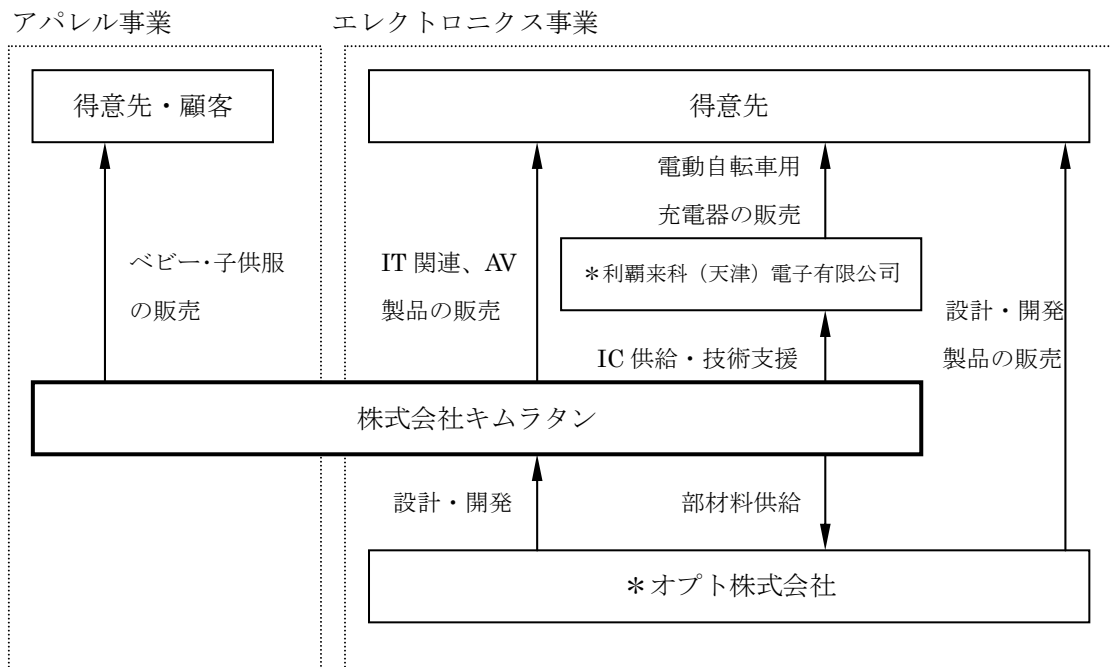 アパレル事業
エレクトロニクス事業
得意先・顧客
得意先
電動自転車用
充電器の販売
ベビー・子供服
の販売
IT 関連、AV
製品の販売
＊利覇来科（天津）電子有限公司
設計・開発
製品の販売
IC 供給・技術支援
株式会社キムラタン
設計・開発
部材料供給
＊オプト株式会社